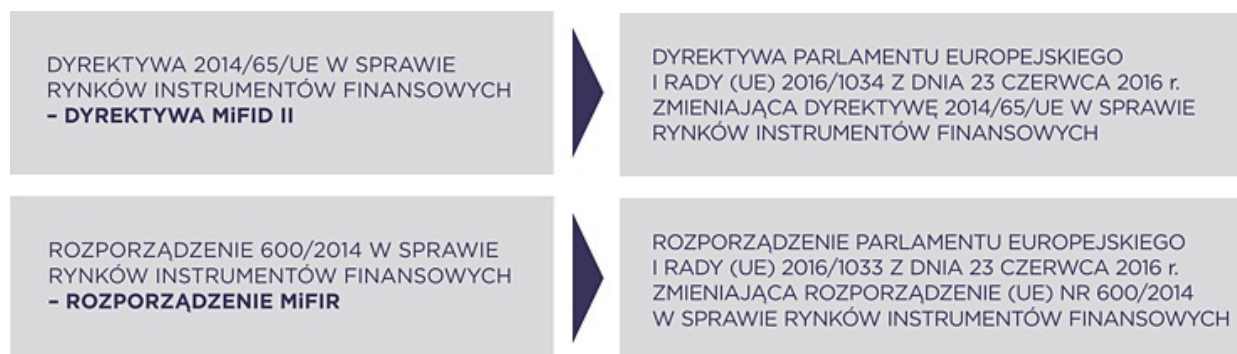 DYREKTYWA 2014/65/UE W SPRAWIE
RYNKÓW INSTRUMENTÓW FINANSOWYCH
– DYREKTYWA MiFID II
DYREKTYWA PARLAMENTU EUROPEJSKIEGO
I RADY (UE) 2016/1034 Z DNIA 23 CZERWCA 2016 r.
ZMIENIAJĄCA DYREKTYWĘ 2014/65/UE W SPRAWIE
RYNKÓW INSTRUMENTÓW FINANSOWYCH
ROZPORZĄDZENIE 600/2014 W SPRAWIE
RYNKÓW INSTRUMENTÓW FINANSOWYCH
– ROZPORZĄDZENIE MiFIR
ROZPORZĄDZENIE PARLAMENTU EUROPEJSKIEGO
I RADY (UE) 2016/1033 Z DNIA 23 CZERWCA 2016 r.
ZMIENIAJĄCA ROZPORZĄDZENIE (UE) NR 600/2014
W SPRAWIE RYNKÓW INSTRUMENTÓW FINANSOWYCH